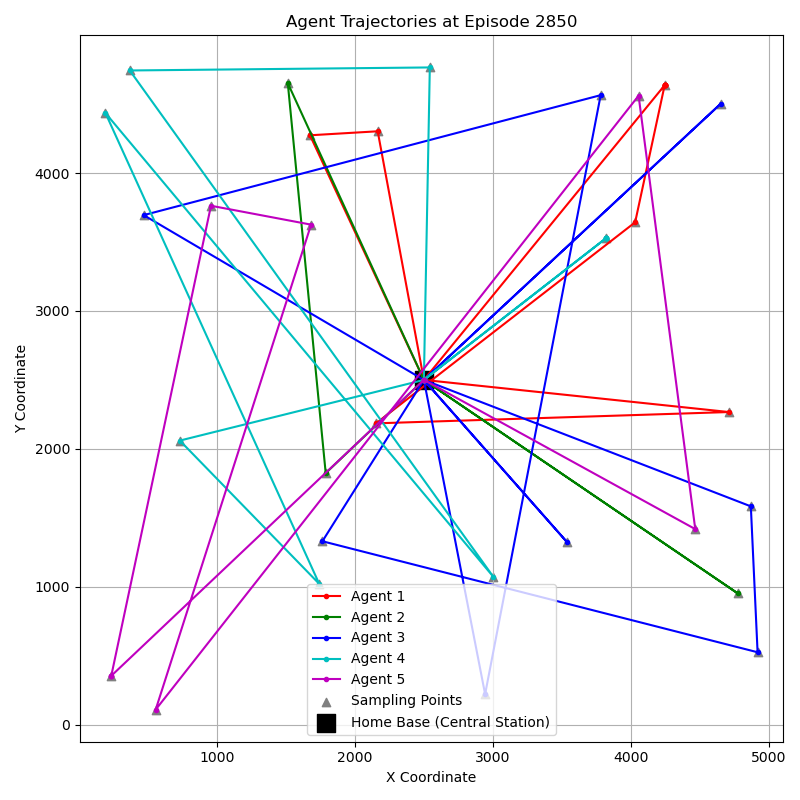 Agent Trajectories at Episode 2850
Y Coordinate
4000
3000
2000
1000
0
Agent 1
Agent 2
Agent 3
Agent 4
Agent 5
Sampling Points
Home Base (Central Station)
1000 2000 3000 4000 5000
X Coordinate